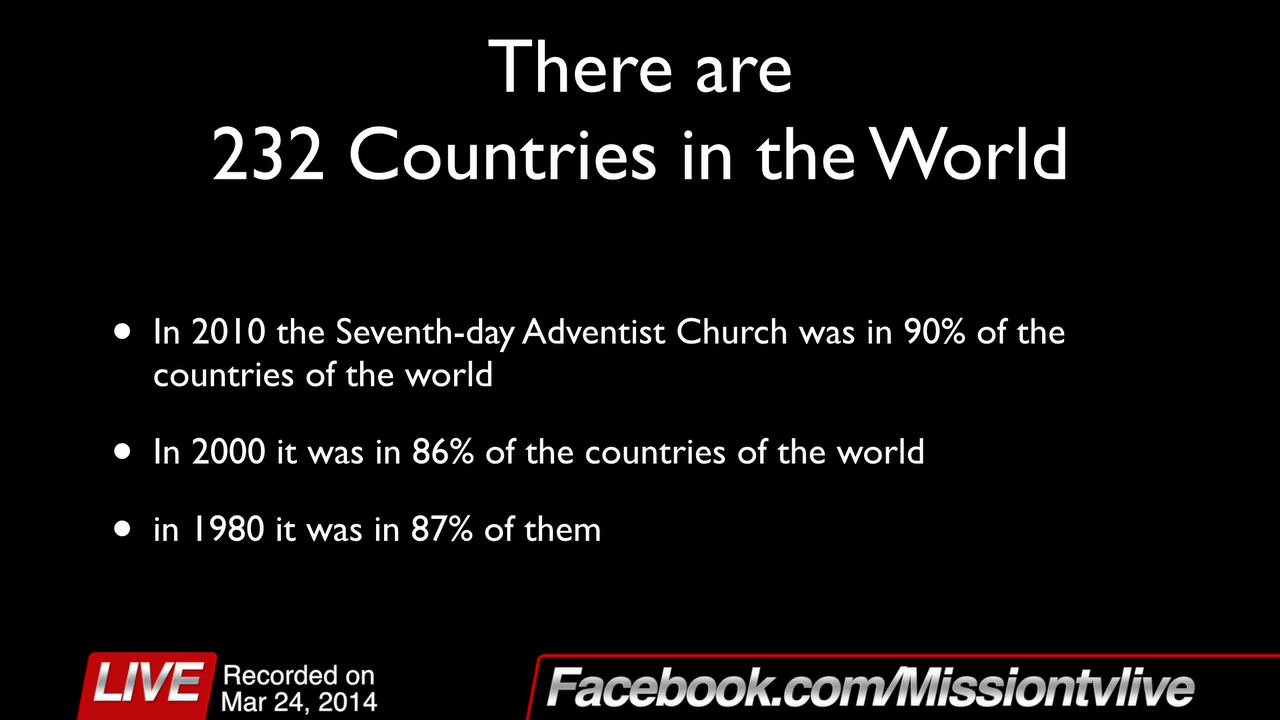 There are
232 Countries in the World
• In 2010 the Seventh-day Adventist Church was in 90% of the
countries of the world
• In 2000 it was in 86% of the countries of the world
• in 1980 it was in 87% of them
LIVE
Recorded on
Mar 24, 2014
Facebook.com/Missiontvlive